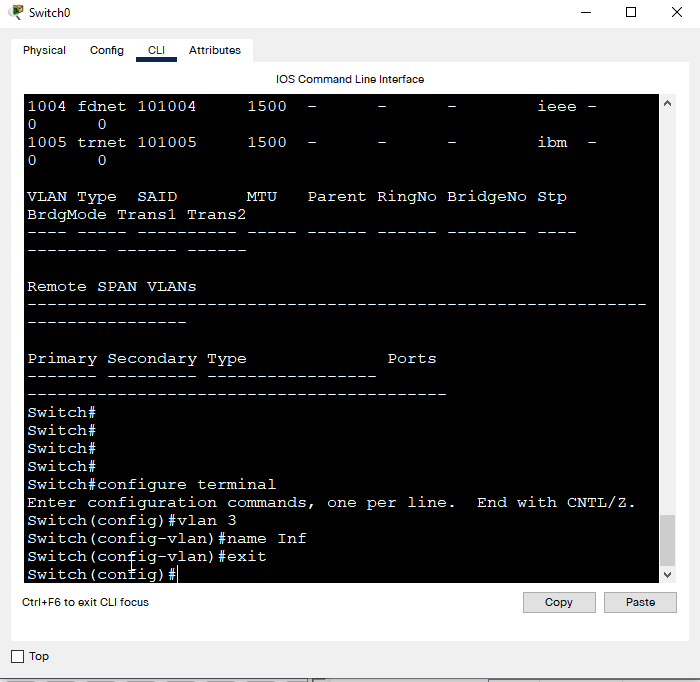 Switch0
Physical Config CLI Attributes
IOS Command Line Interface
1004 fdnet 101004     1500  -      -      -        ieee -
0      0
1005 trnet 101005     1500  -      -      -        ibm  -
0      0
VLAN Type  SAID       MTU   Parent RingNo BridgeNo Stp
BrdgMode Trans1 Trans2
---- ----- ---------- ----- ------ ------ -------- ----
-------- ------ ------
Remote SPAN VLANs
--------------------------------------------------------------
----------------
Primary Secondary Type              Ports
------- --------- -----------------
------------------------------------------
Switch#
Switch#
Switch#
Switch#
Switch#configure terminal
Enter configuration commands, one per line.  End with CNTL/Z.
Switch(config)#vlan 3
Switch(config-vlan)#name Inf
Switch(config-vlan)#exit
Switch(config)#
Ctrl+F6 to exit CLI focus
Copy Paste
Top